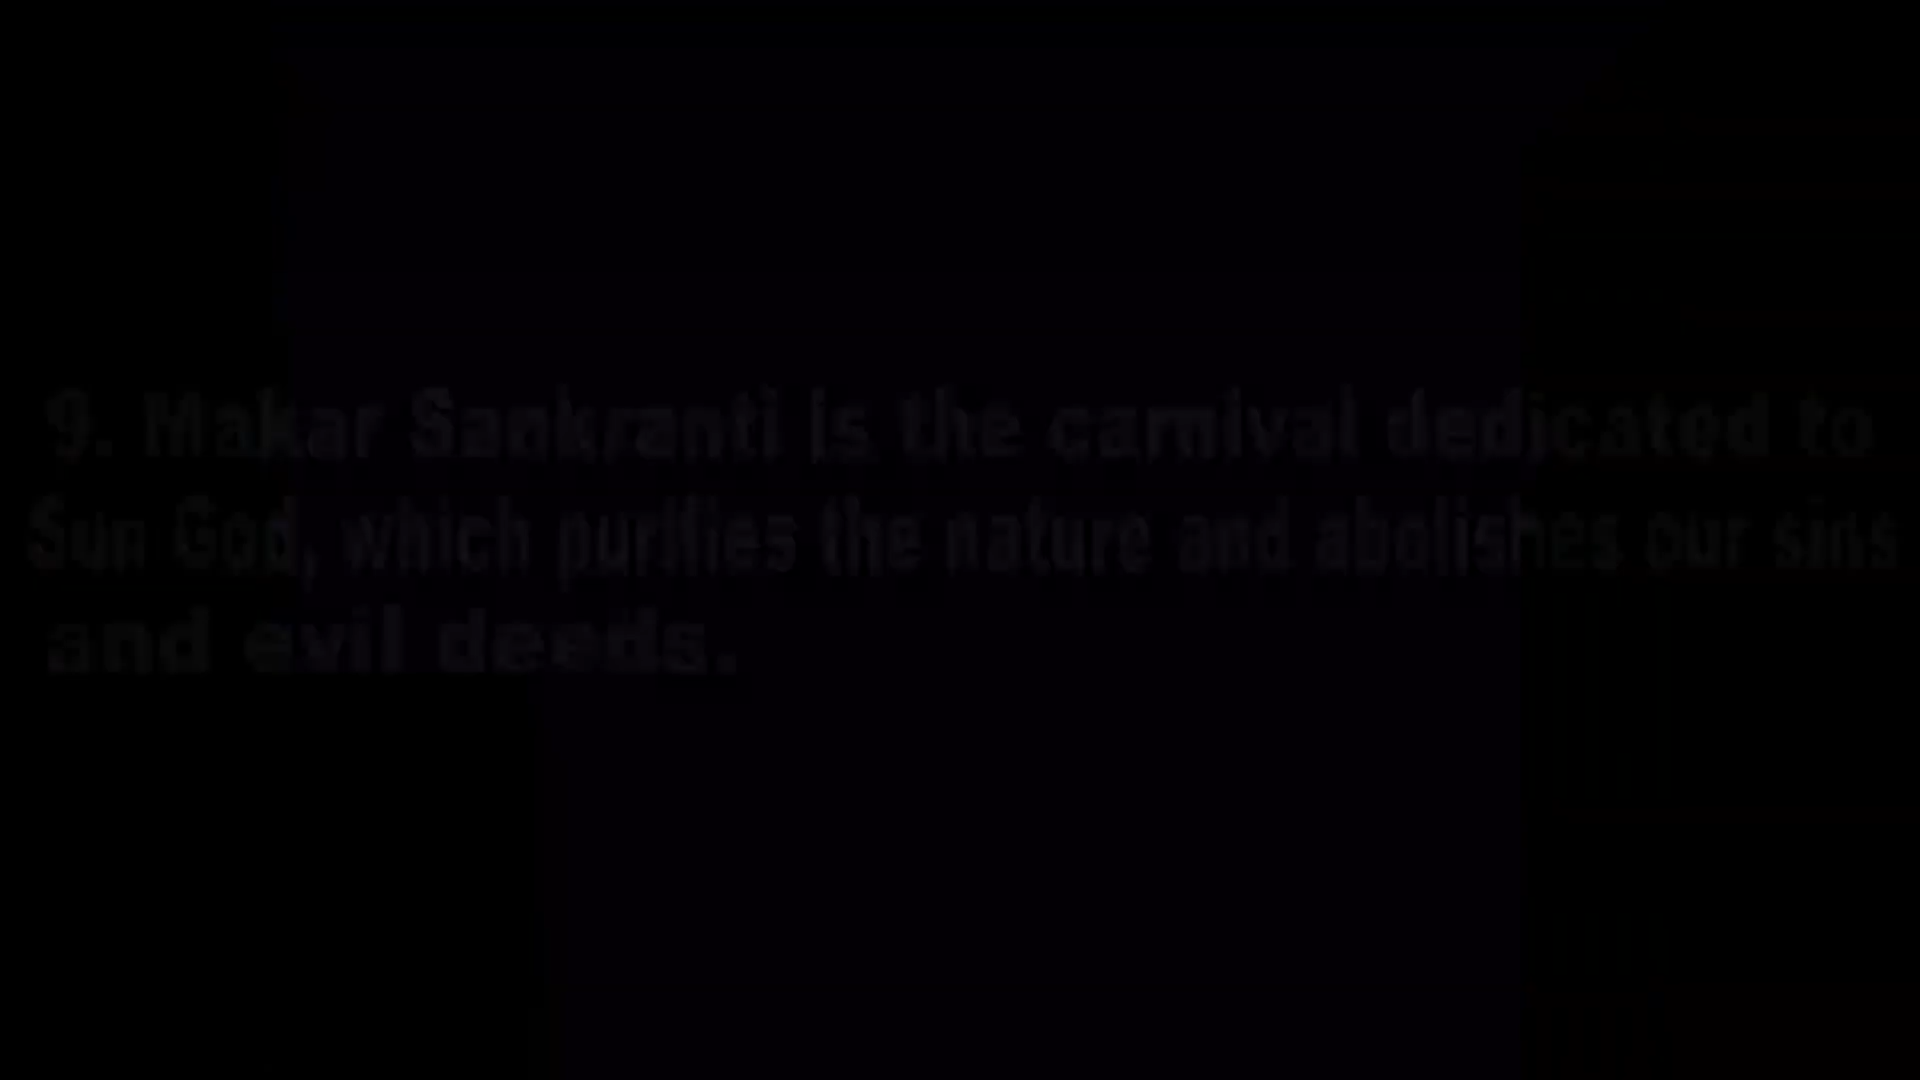 9. Makar Sankranti is the carnival dedicated to
Sun God, which purifies the nature and abolishes our sins
and evil deeds.